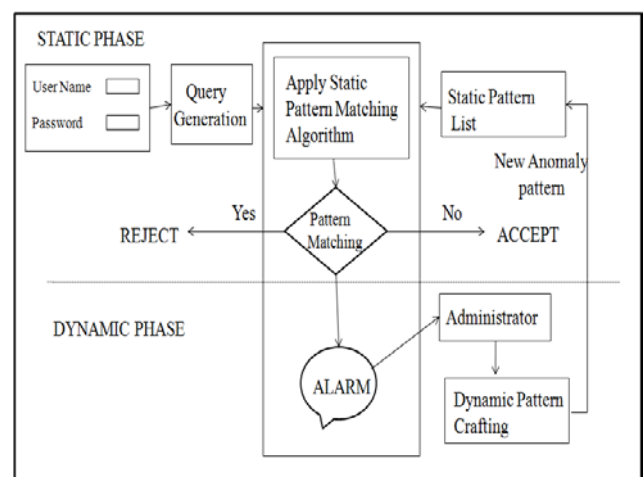 STATIC PHASE
User Name
Password
Query
Generation
Apply Static
Pattern Matching
Algorithm
Static Pattern
List
New Anomaly
pattern
Yes
Pattern
Matching
No
REJECT
ACCEPT
DYNAMIC PHASE
Administrator
ALARM
Dynamic Pattern
Crafting